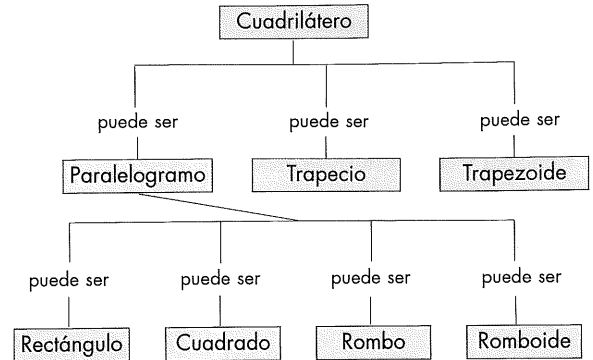 Cuadrilátero
puede ser puede ser puede ser
Paralelogramo Trapecio Trapezoide
puede ser puede ser puede ser puede ser
Rectángulo Cuadrado Rombo Romboide